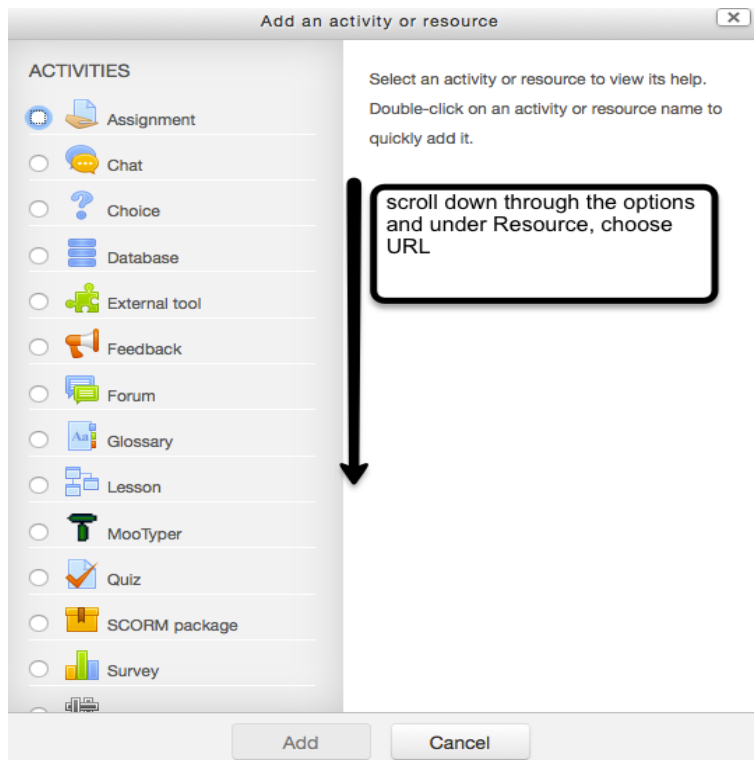 Add an activity or resource
ACTIVITIES
Assignment
Chat
Choice
Database
External tool
Feedback
Forum
Aa
Glossary
Lesson
MooTyper
Quiz
SCORM package
Survey
Select an activity or resource to view its help.
Double-click on an activity or resource name to
quickly add it.
scroll down through the options
and under Resource, choose
URL
Add
Cancel